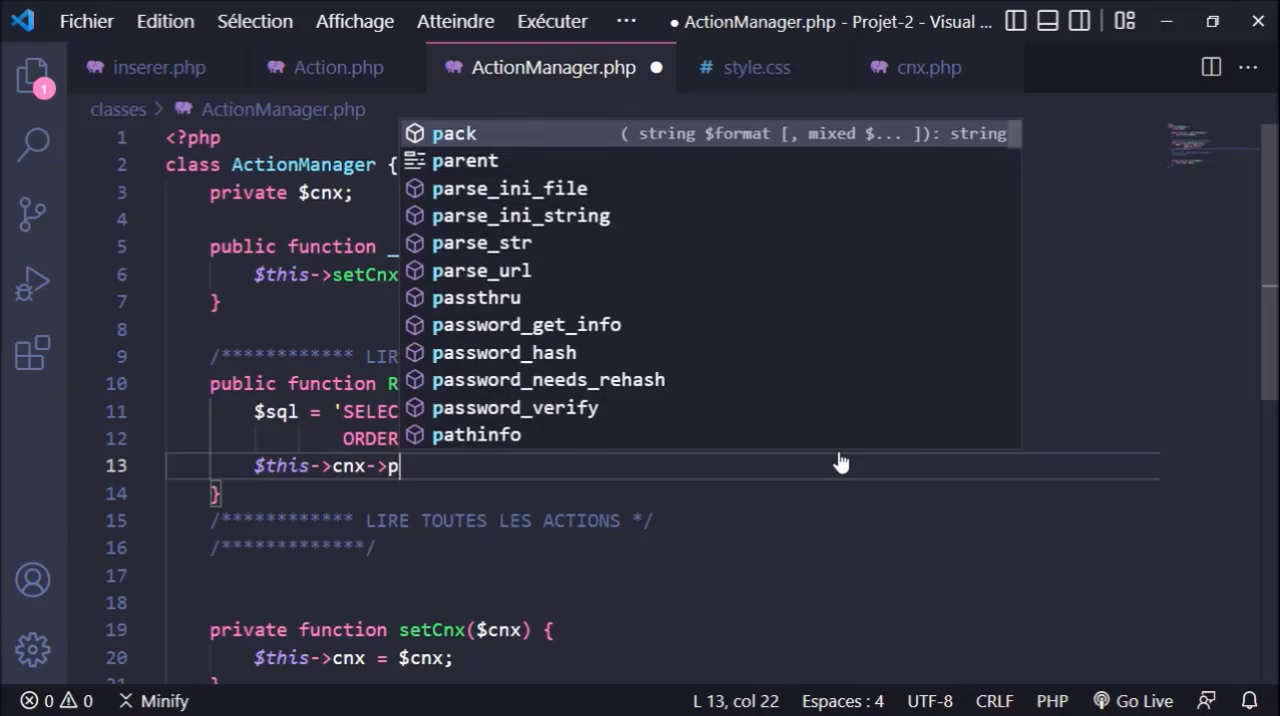 Fichier Edition Sélection Affichage Atteindre Exécuter ··· ● ActionManager.php - Projet-2 - Visual ...
inserer.php Action.php ActionManager.php ● # style.css cnx.php ···
1
classes > ActionManager.php
1 <?php
2 class ActionManager {
3 private $cnx;
4
5 public function _
6 $this->setCnx
7 }
8
9 /************ LIR
10 public function R
11 $sql = 'SELEC
12 ORDER
13 $this->cnx->p
14 }
15 /************ LIRE TOUTES LES ACTIONS */
16 /*************/
17
18
19 private function setCnx($cnx) {
20 $this->cnx = $cnx;
21 }
pack ( string $format [, mixed $... ]): string
parent
parse_ini_file
parse_ini_string
parse_str
parse_url
passthru
password_get_info
password_hash
password_needs_rehash
password_verify
pathinfo
0 0 Minify L 13, col 22 Espaces : 4 UTF-8 CRLF PHP Go Live